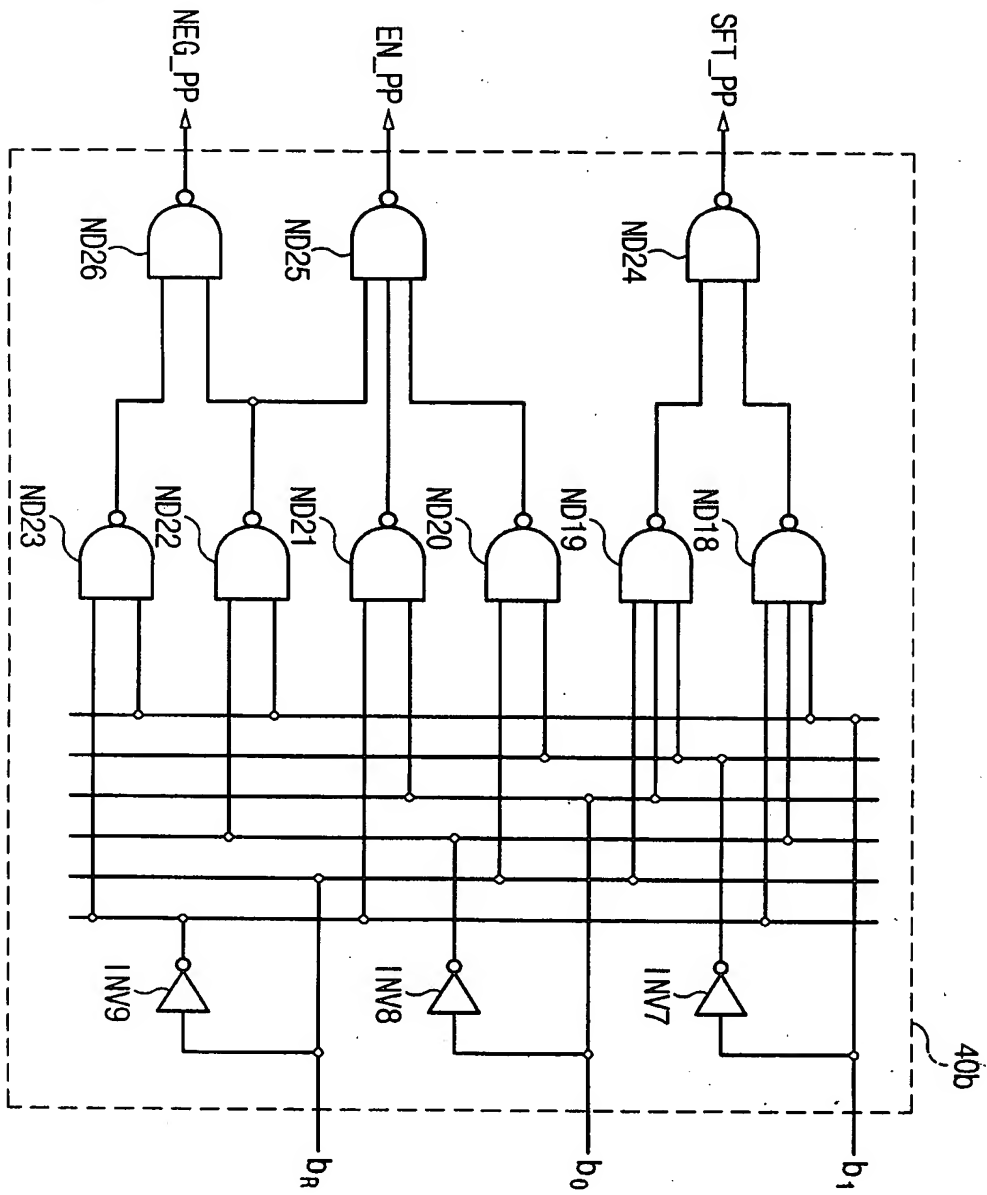 40b
b1
b0
bR
INV7
INV8
INV9
ND18
ND19
ND20
ND21
ND22
ND23
ND24
ND25
ND26
SFT_PP
EN_PP
NEG_PP